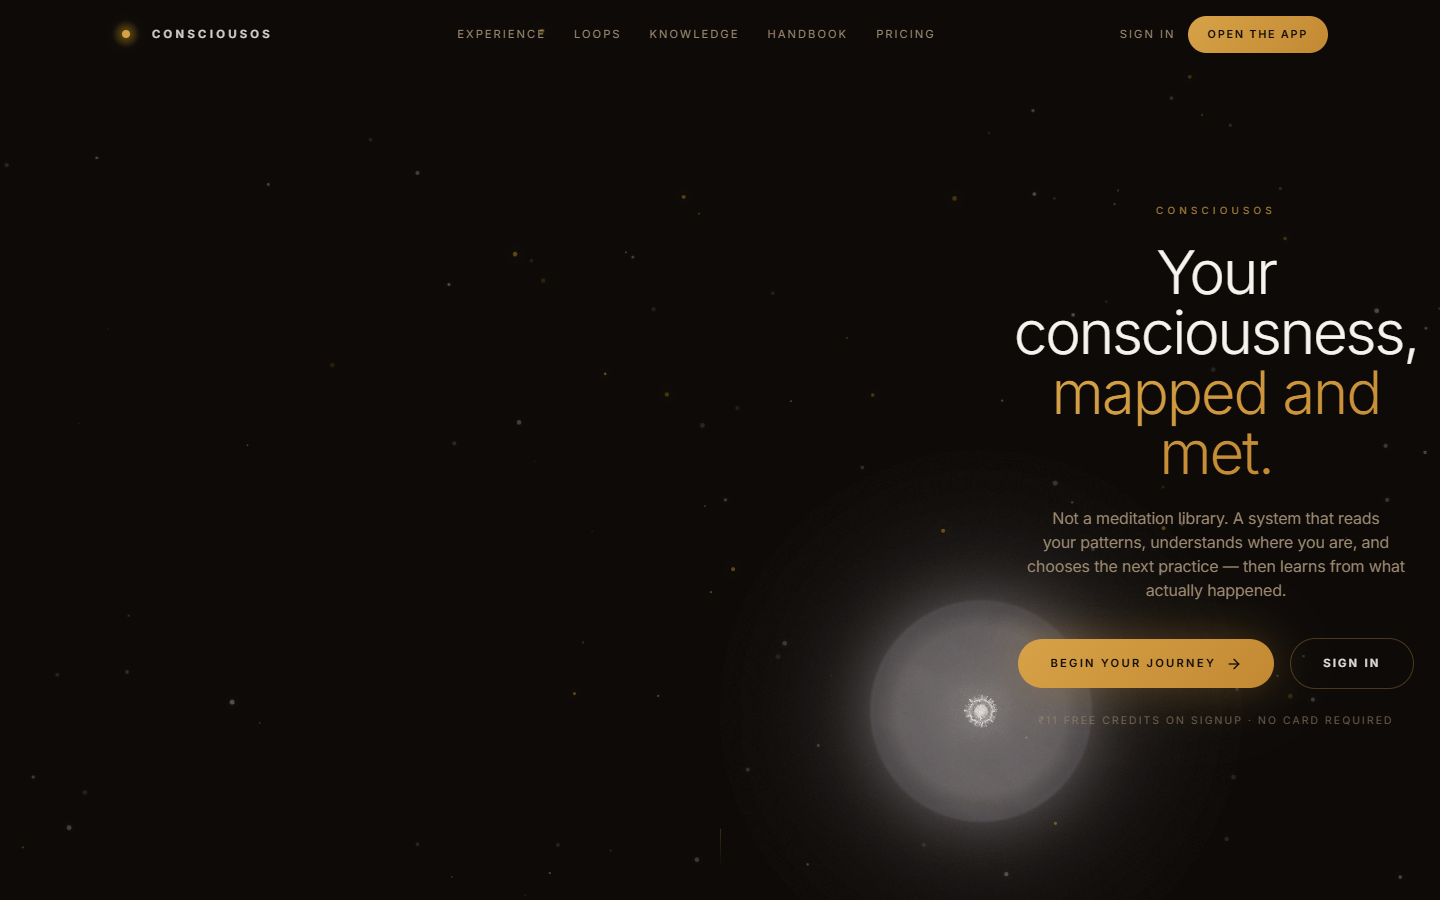 CONSCIOUSOS
EXPERIENCE LOOPS KNOWLEDGE HANDBOOK PRICING
SIGN IN OPEN THE APP
CONSCIOUSOS
Your
consciousness,
mapped and
met.
Not a meditation library. A system that reads
your patterns, understands where you are, and
chooses the next practice — then learns from what
actually happened.
BEGIN YOUR JOURNEY →
SIGN IN
₹11 FREE CREDITS ON SIGNUP · NO CARD REQUIRED